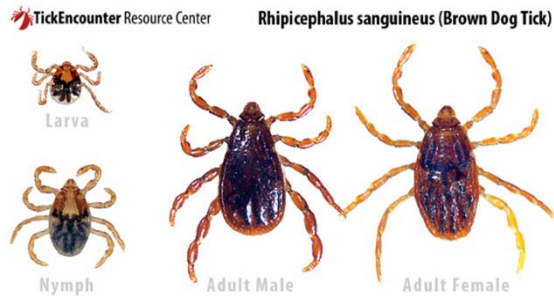 TickEncounter Resource Center
Rhipicephalus sanguineus (Brown Dog Tick)
Larva
Nymph
Adult Male
Adult Female